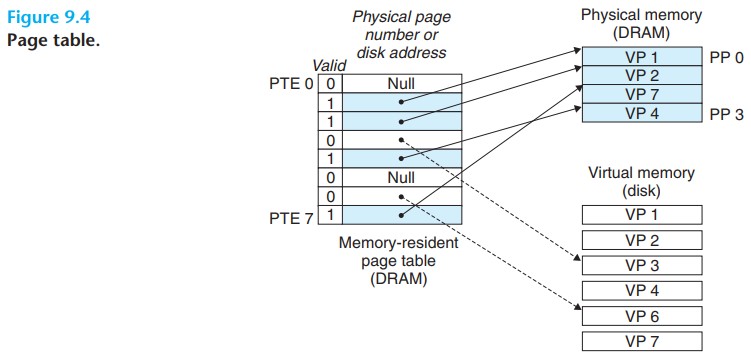 Figure 9.4
Page table.
Physical page
number or
disk address
Valid
PTE 0 0 Null
1
1
0
1
0 Null
0
PTE 7 1
Memory-resident
page table
(DRAM)
Physical memory
(DRAM)
VP 1 PP 0
VP 2
VP 7
VP 4 PP 3
Virtual memory
(disk)
VP 1
VP 2
VP 3
VP 4
VP 6
VP 7